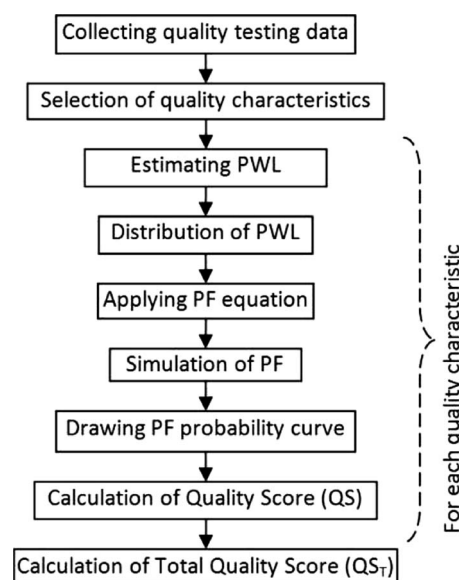 Collecting quality testing data
Selection of quality characteristics
Estimating PWL
Distribution of PWL
Applying PF equation
Simulation of PF
Drawing PF probability curve
Calculation of Quality Score (QS)
Calculation of Total Quality Score (QST)
For each quality characteristic